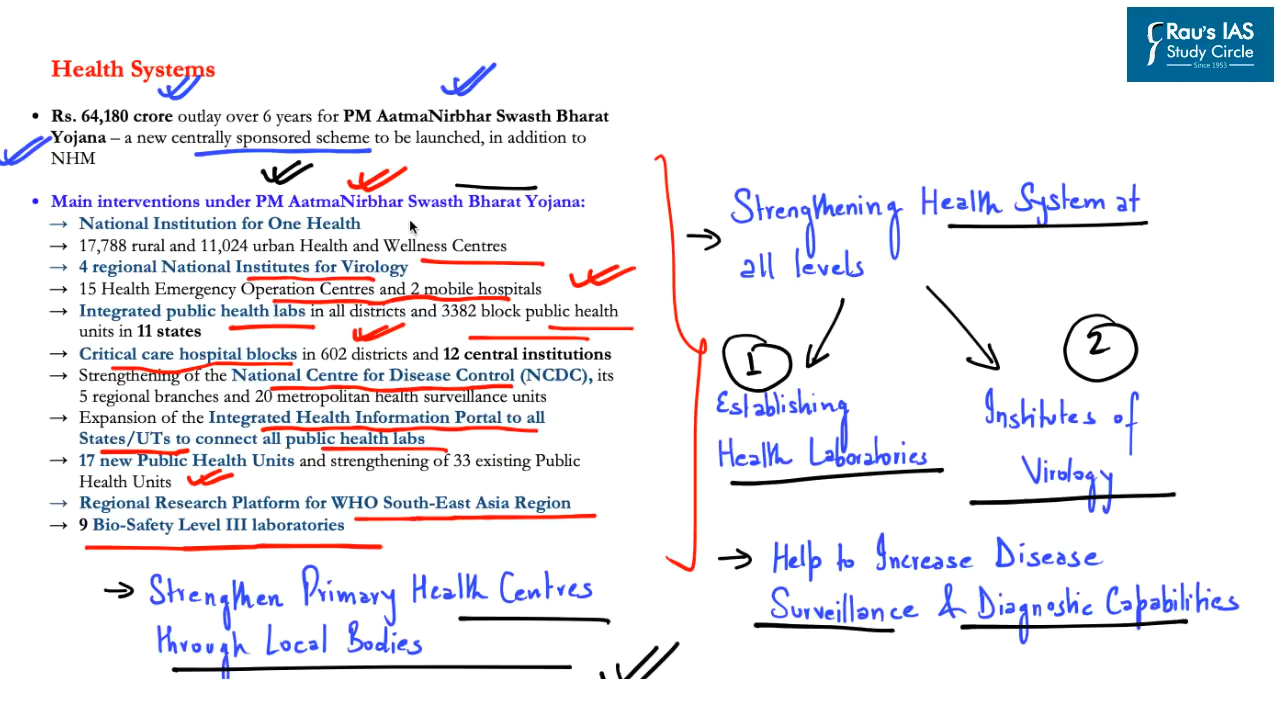 Rau's IAS
Study Circle
Since 1953
Health Systems
• Rs. 64,180 crore outlay over 6 years for PM AatmaNirbhar Swasth Bharat
Yojana – a new centrally sponsored scheme to be launched, in addition to
NHM
• Main interventions under PM AatmaNirbhar Swasth Bharat Yojana:
→ National Institution for One Health
→ 17,788 rural and 11,024 urban Health and Wellness Centres
→ 4 regional National Institutes for Virology
→ 15 Health Emergency Operation Centres and 2 mobile hospitals
→ Integrated public health labs in all districts and 3382 block public health
units in 11 states
→ Critical care hospital blocks in 602 districts and 12 central institutions
→ Strengthening of the National Centre for Disease Control (NCDC), its
5 regional branches and 20 metropolitan health surveillance units
→ Expansion of the Integrated Health Information Portal to all
States/UTs to connect all public health labs
→ 17 new Public Health Units and strengthening of 33 existing Public
Health Units
→ Regional Research Platform for WHO South-East Asia Region
→ 9 Bio-Safety Level III laboratories
→ Strengthen Primary Health Centres
through Local Bodies
→ Strengthening Health System at
all levels
1
Establishing
Health Laboratories
2
Institutes of
Virology
→ Help to Increase Disease
Surveillance & Diagnostic Capabilities